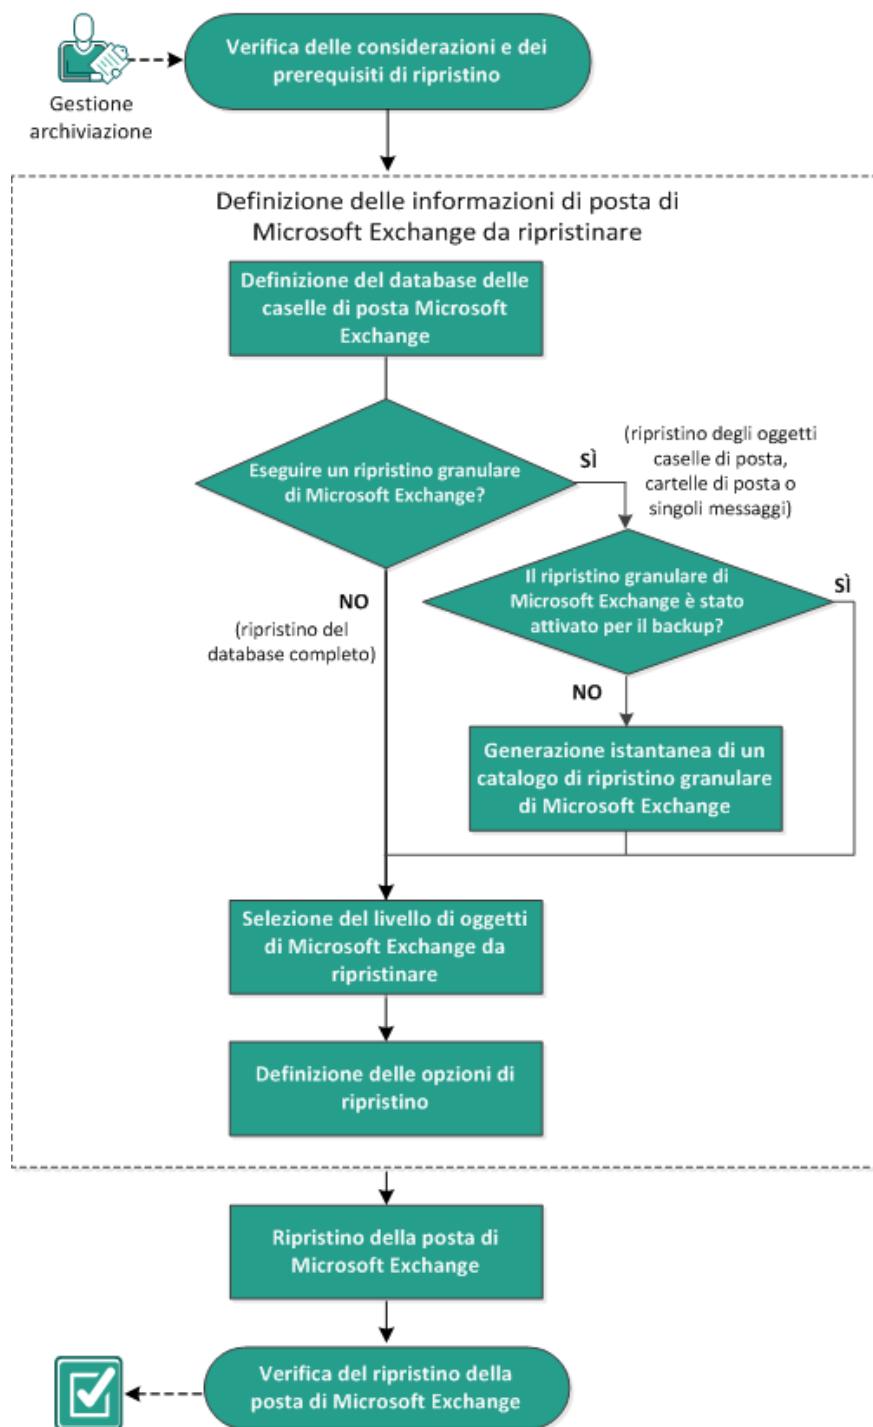 Verifica delle considerazioni e dei
prerequisiti di ripristino
Gestione
archiviazione
Definizione delle informazioni di posta di
Microsoft Exchange da ripristinare
Definizione del database delle
caselle di posta Microsoft
Exchange
Eseguire un ripristino granulare
di Microsoft Exchange?
SÌ
(ripristino degli oggetti
caselle di posta,
cartelle di posta o
singoli messaggi)
Il ripristino granulare di
Microsoft Exchange è stato
attivato per il backup?
SÌ
NO
(ripristino del
database completo)
NO
Generazione istantanea di un
catalogo di ripristino granulare
di Microsoft Exchange
Selezione del livello di oggetti
di Microsoft Exchange da
ripristinare
Definizione delle opzioni di
ripristino
Ripristino della posta di
Microsoft Exchange
Verifica del ripristino della
posta di Microsoft Exchange